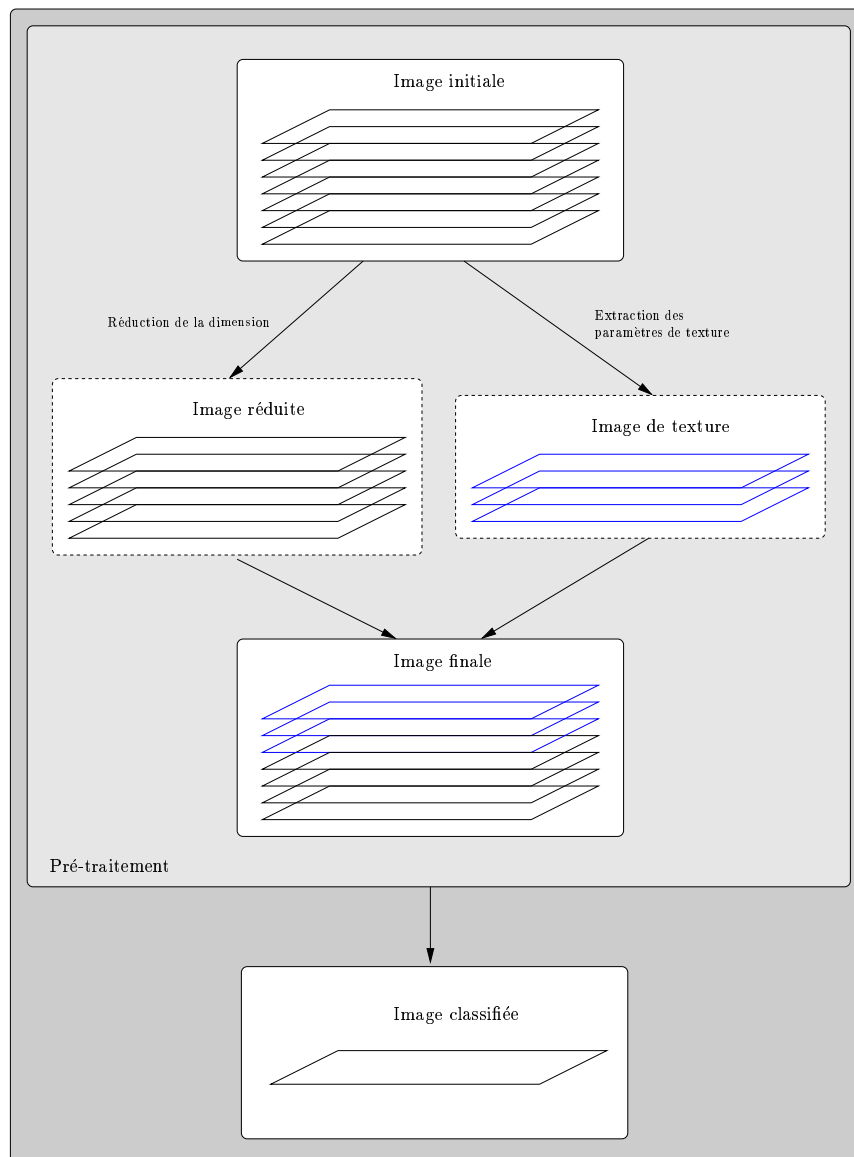 Image initiale
Réduction de la dimension
Extraction des
paramètres de texture
Image réduite
Image de texture
Image finale
Pré-traitement
Image classifiée